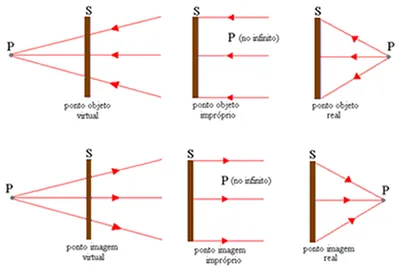 S
S
S
P
P (no infinito)
P
ponto objeto
virtual
ponto objeto
impróprio
ponto objeto
real
S
S
S
P
P (no infinito)
P
ponto imagem
virtual
ponto imagem
impróprio
ponto imagem
real